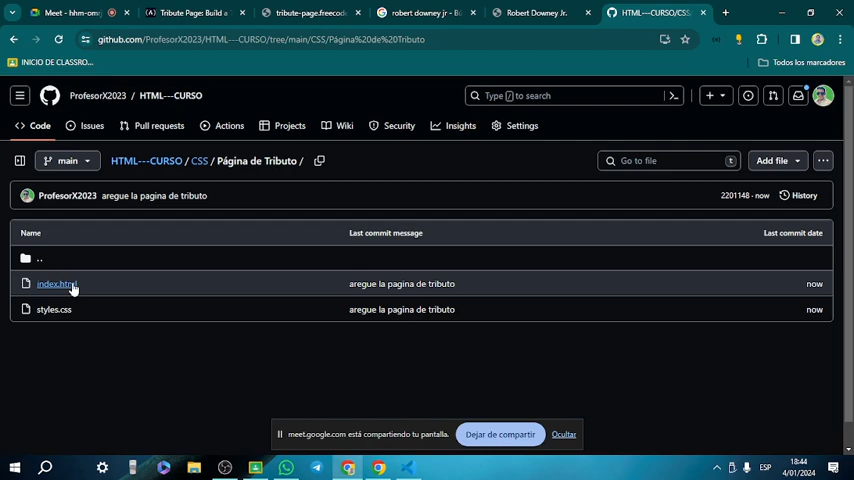 Meet - hhm-omr
Tribute Page: Build a
tribute-page.freecod
robert downey jr - B
Robert Downey Jr.
HTML---CURSO/CSS/
github.com/ProfesorX2023/HTML---CURSO/tree/main/CSS/Página%20de%20Tributo
INICIO DE CLASSRO...
Todos los marcadores
ProfesorX2023 / HTML---CURSO
Type / to search
Code Issues Pull requests Actions Projects Wiki Security Insights Settings
main
HTML---CURSO / CSS / Página de Tributo /
Go to file t
Add file
ProfesorX2023 aregue la pagina de tributo
2201148 · now History
Name Last commit message Last commit date
..
index.html aregue la pagina de tributo now
styles.css aregue la pagina de tributo now
meet.google.com está compartiendo tu pantalla. Dejar de compartir Ocultar
ESP
18:44
4/01/2024